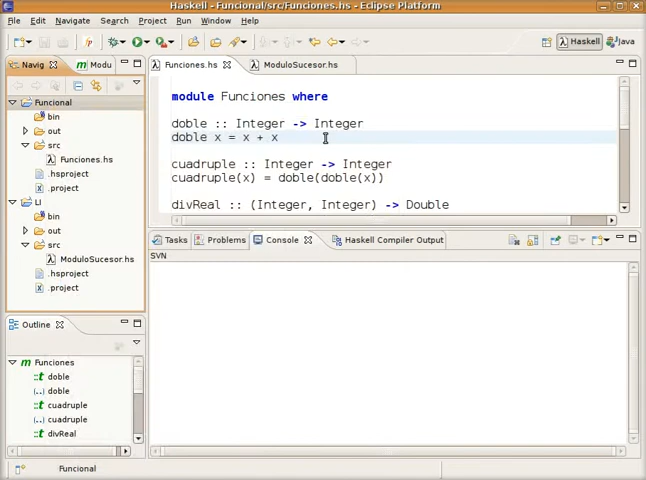 Haskell - Funcional/src/Funciones.hs - Eclipse Platform
File Edit Navigate Search Project Run Window Help
Haskell Java
Navig Modu
Funcional
bin
out
src
Funciones.hs
.hsproject
.project
LI
bin
out
src
ModuloSucesor.hs
.hsproject
.project
Funciones.hs ModuloSucesor.hs
module Funciones where
doble :: Integer -> Integer
doble x = x + x
cuadruple :: Integer -> Integer
cuadruple(x) = doble(doble(x))
divReal :: (Integer, Integer) -> Double
Outline
Funciones
doble
doble
cuadruple
cuadruple
divReal
Tasks Problems Console Haskell Compiler Output
SVN
Funcional